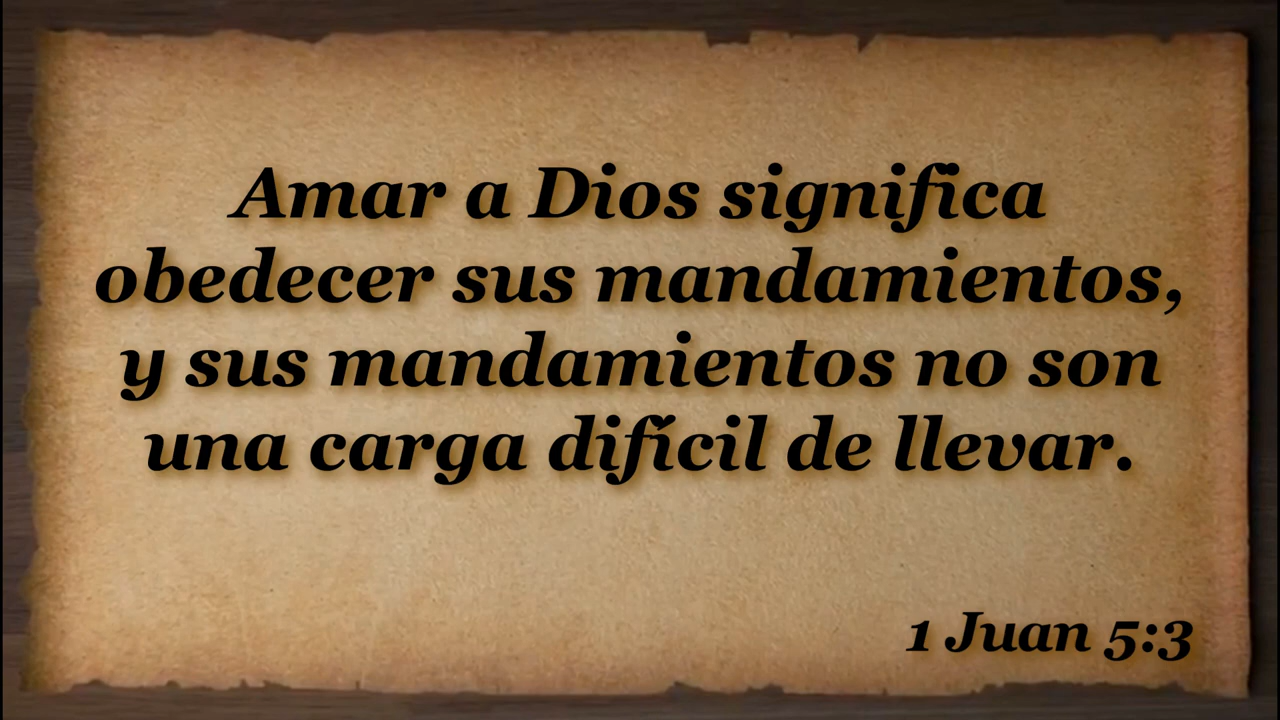 Amar a Dios significa
obedecer sus mandamientos,
y sus mandamientos no son
una carga difícil de llevar.
1 Juan 5:3